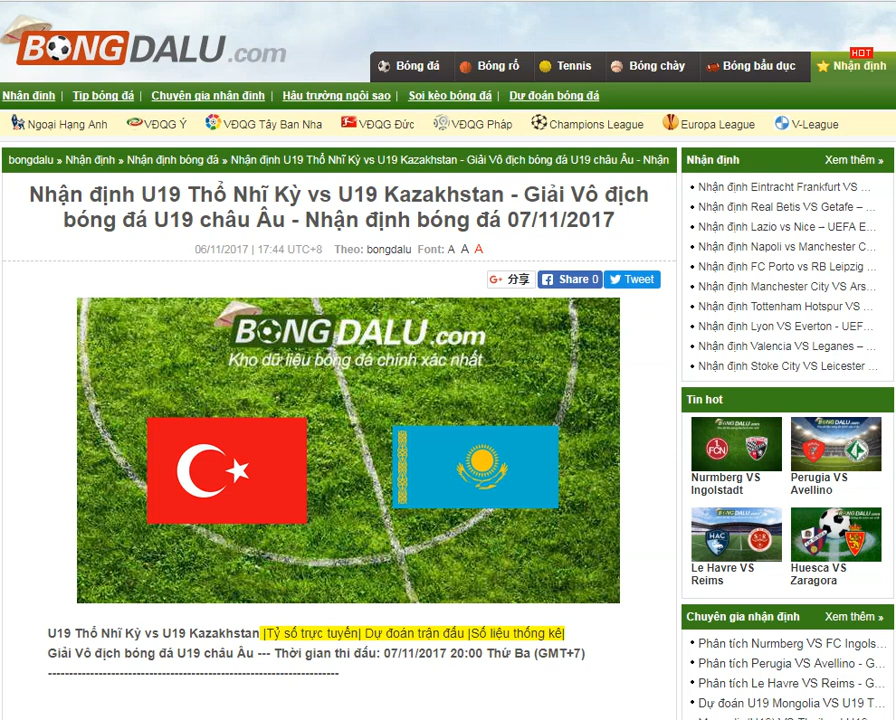 BONGDALU.com
Bóng đá Bóng rổ Tennis Bóng chày Bóng bầu dục HOT Nhận định
Nhận định | Tip bóng đá | Chuyên gia nhận định | Hậu trường ngôi sao | Soi kèo bóng đá | Dự đoán bóng đá
Ngoại Hạng Anh VĐQG Ý VĐQG Tây Ban Nha VĐQG Đức VĐQG Pháp Champions League Europa League V-League
bongdalu » Nhận định » Nhận định bóng đá » Nhận định U19 Thổ Nhĩ Kỳ vs U19 Kazakhstan - Giải Vô địch bóng đá U19 châu Âu - Nhận
Nhận định U19 Thổ Nhĩ Kỳ vs U19 Kazakhstan - Giải Vô địch
bóng đá U19 châu Âu - Nhận định bóng đá 07/11/2017
06/11/2017 | 17:44 UTC+8 Theo: bongdalu Font: A A A
G+ 分享 Share 0 Tweet
BONGDALU.com
Kho dữ liệu bóng đá chính xác nhất
U19 Thổ Nhĩ Kỳ vs U19 Kazakhstan |Tỷ số trực tuyến| Dự đoán trận đấu |Số liệu thống kê|
Giải Vô địch bóng đá U19 châu Âu --- Thời gian thi đấu: 07/11/2017 20:00 Thứ Ba (GMT+7)
--------------------------------------------------------------------
Nhận định Xem thêm »
Nhận định Eintracht Frankfurt VS ...
Nhận định Real Betis VS Getafe – ...
Nhận định Lazio vs Nice – UEFA E...
Nhận định Napoli vs Manchester C...
Nhận định FC Porto vs RB Leipzig ...
Nhận định Manchester City VS Ars...
Nhận định Tottenham Hotspur VS ...
Nhận định Lyon VS Everton - UEF...
Nhận định Valencia VS Leganes – ...
Nhận định Stoke City VS Leicester ...
Tin hot
Nurmberg VS
Ingolstadt
Perugia VS
Avellino
Le Havre VS
Reims
Huesca VS
Zaragora
Chuyên gia nhận định Xem thêm »
Phân tích Nurmberg VS FC Ingols...
Phân tích Perugia VS Avellino - G...
Phân tích Le Havre VS Reims - G...
Dự đoán U19 Mongolia VS U19 T...